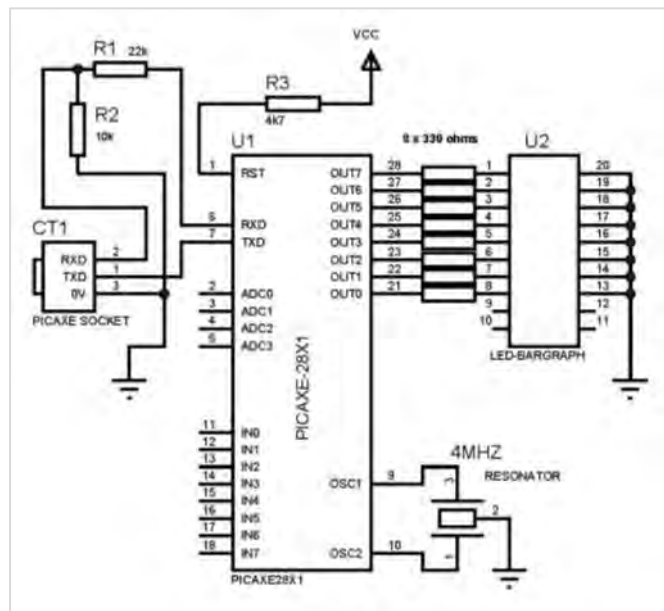 VCC
R1 22k
R3
4k7
R2
10k
U1
8 x 330 ohms
U2
CT1
RXD 2
TXD 1
0V 3
PICAXE SOCKET
1 RST
6 RXD
7 TXD
2 ADC0
3 ADC1
4 ADC2
5 ADC3
11 IN0
12 IN1
13 IN2
14 IN3
15 IN4
16 IN5
17 IN6
18 IN7
PICAXE-28X1
OUT7 28
OUT6 27
OUT5 26
OUT4 25
OUT3 24
OUT2 23
OUT1 22
OUT0 21
OSC1 9
OSC2 10
PICAXE28X1
1 20
2 19
3 18
4 17
5 16
6 15
7 14
8 13
9 12
10 11
LED-BARGRAPH
4MHZ
RESONATOR
3
2
1